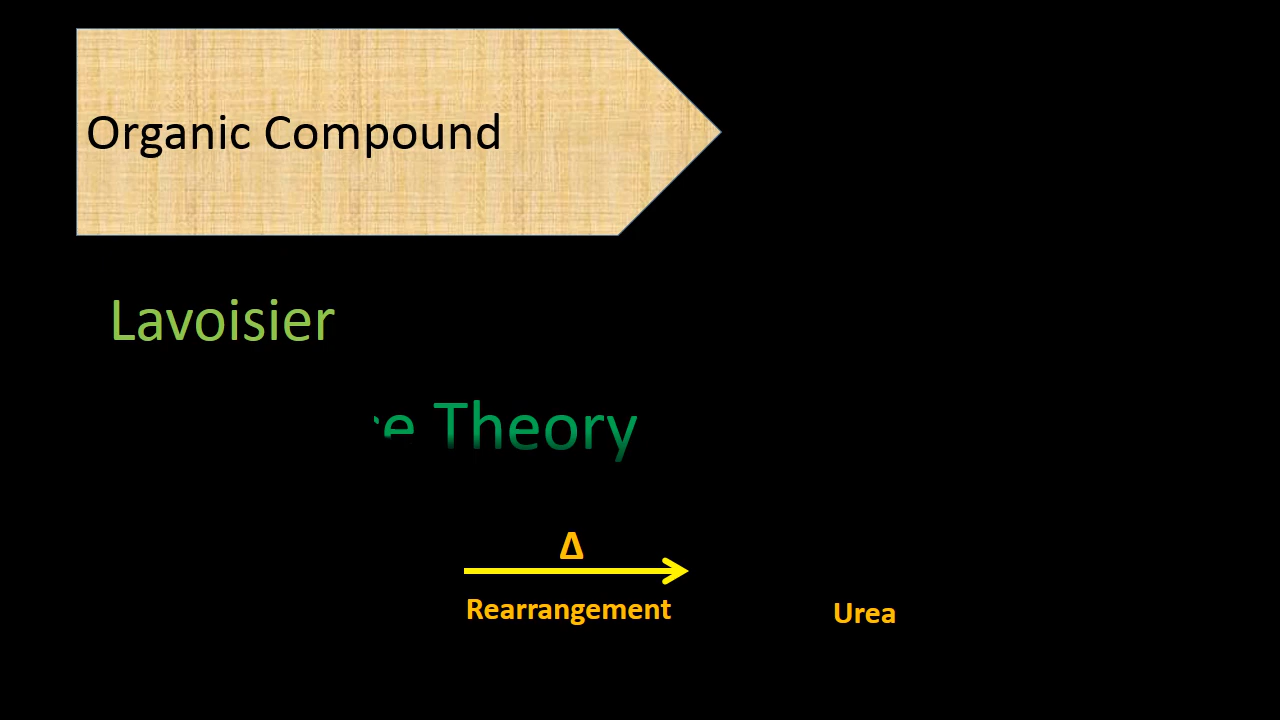 Organic Compound
Lavoisier
Theory
Δ
Rearrangement
Urea